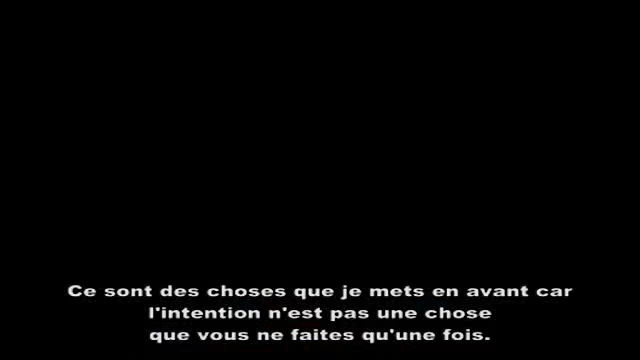 Ce sont des choses que je mets en avant car
l'intention n'est pas une chose
que vous ne faites qu'une fois.